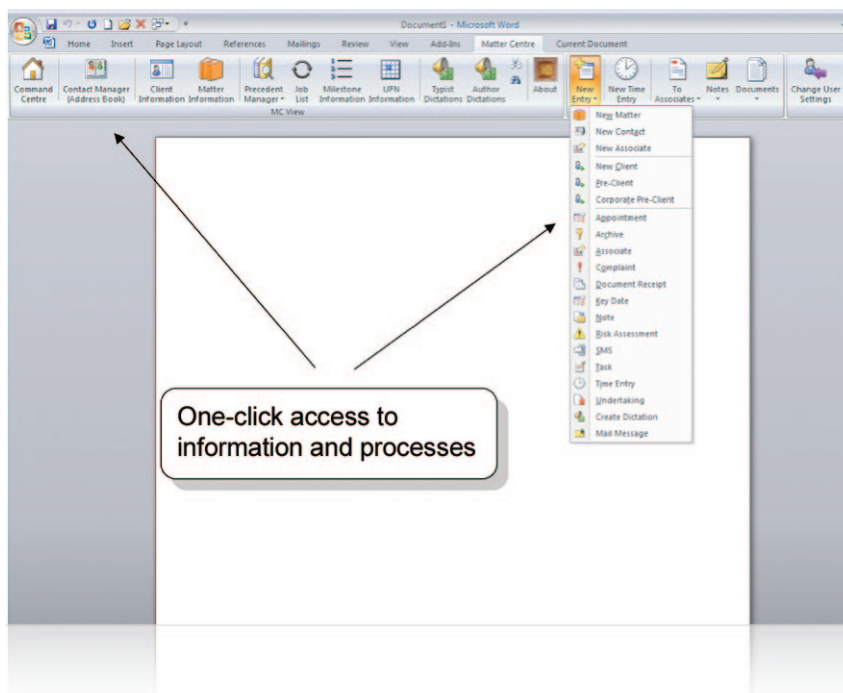 Document1 - Microsoft Word
Home Insert Page Layout References Mailings Review View Add-Ins Matter Centre Current Document
Command Centre
Contact Manager (Address Book)
Client Information
Matter Information
Precedent Manager
Job List
Milestone Information
UFN Information
Typist Dictations
Author Dictations
About
New Entry
New Time Entry
To Associates
Notes
Documents
Change User Settings
MC View
New Matter
New Contact
New Associate
New Client
Pre-Client
Corporate Pre-Client
Appointment
Archive
Associate
Complaint
Document Receipt
Key Date
Note
Risk Assessment
SMS
Task
Time Entry
Undertaking
Create Dictation
Mail Message
One-click access to
information and processes